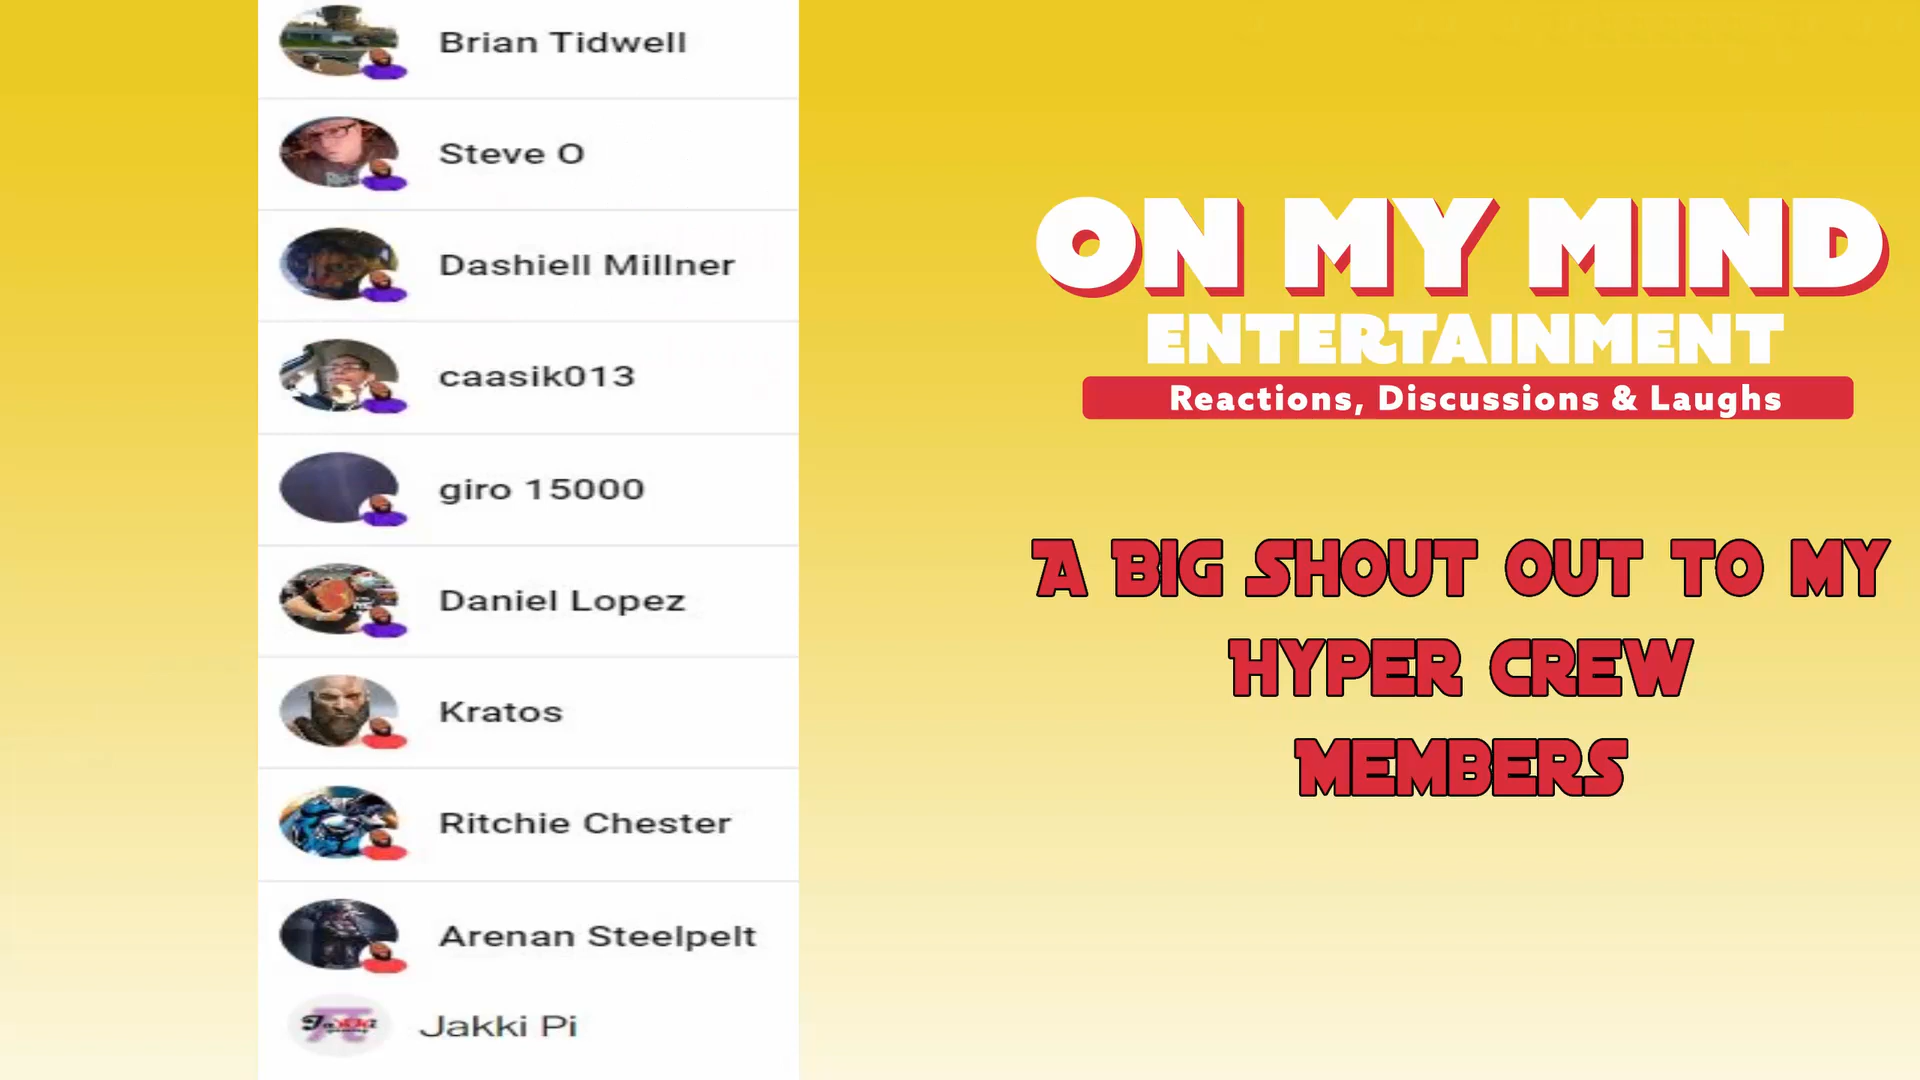 Brian Tidwell
Steve O
Dashiell Millner
caasik013
giro 15000
Daniel Lopez
Kratos
Ritchie Chester
Arenan Steelpelt
Jakki Pi
ON MY MIND
ENTERTAINMENT
Reactions, Discussions & Laughs
A BIG SHOUT OUT TO MY
HYPER CREW
MEMBERS